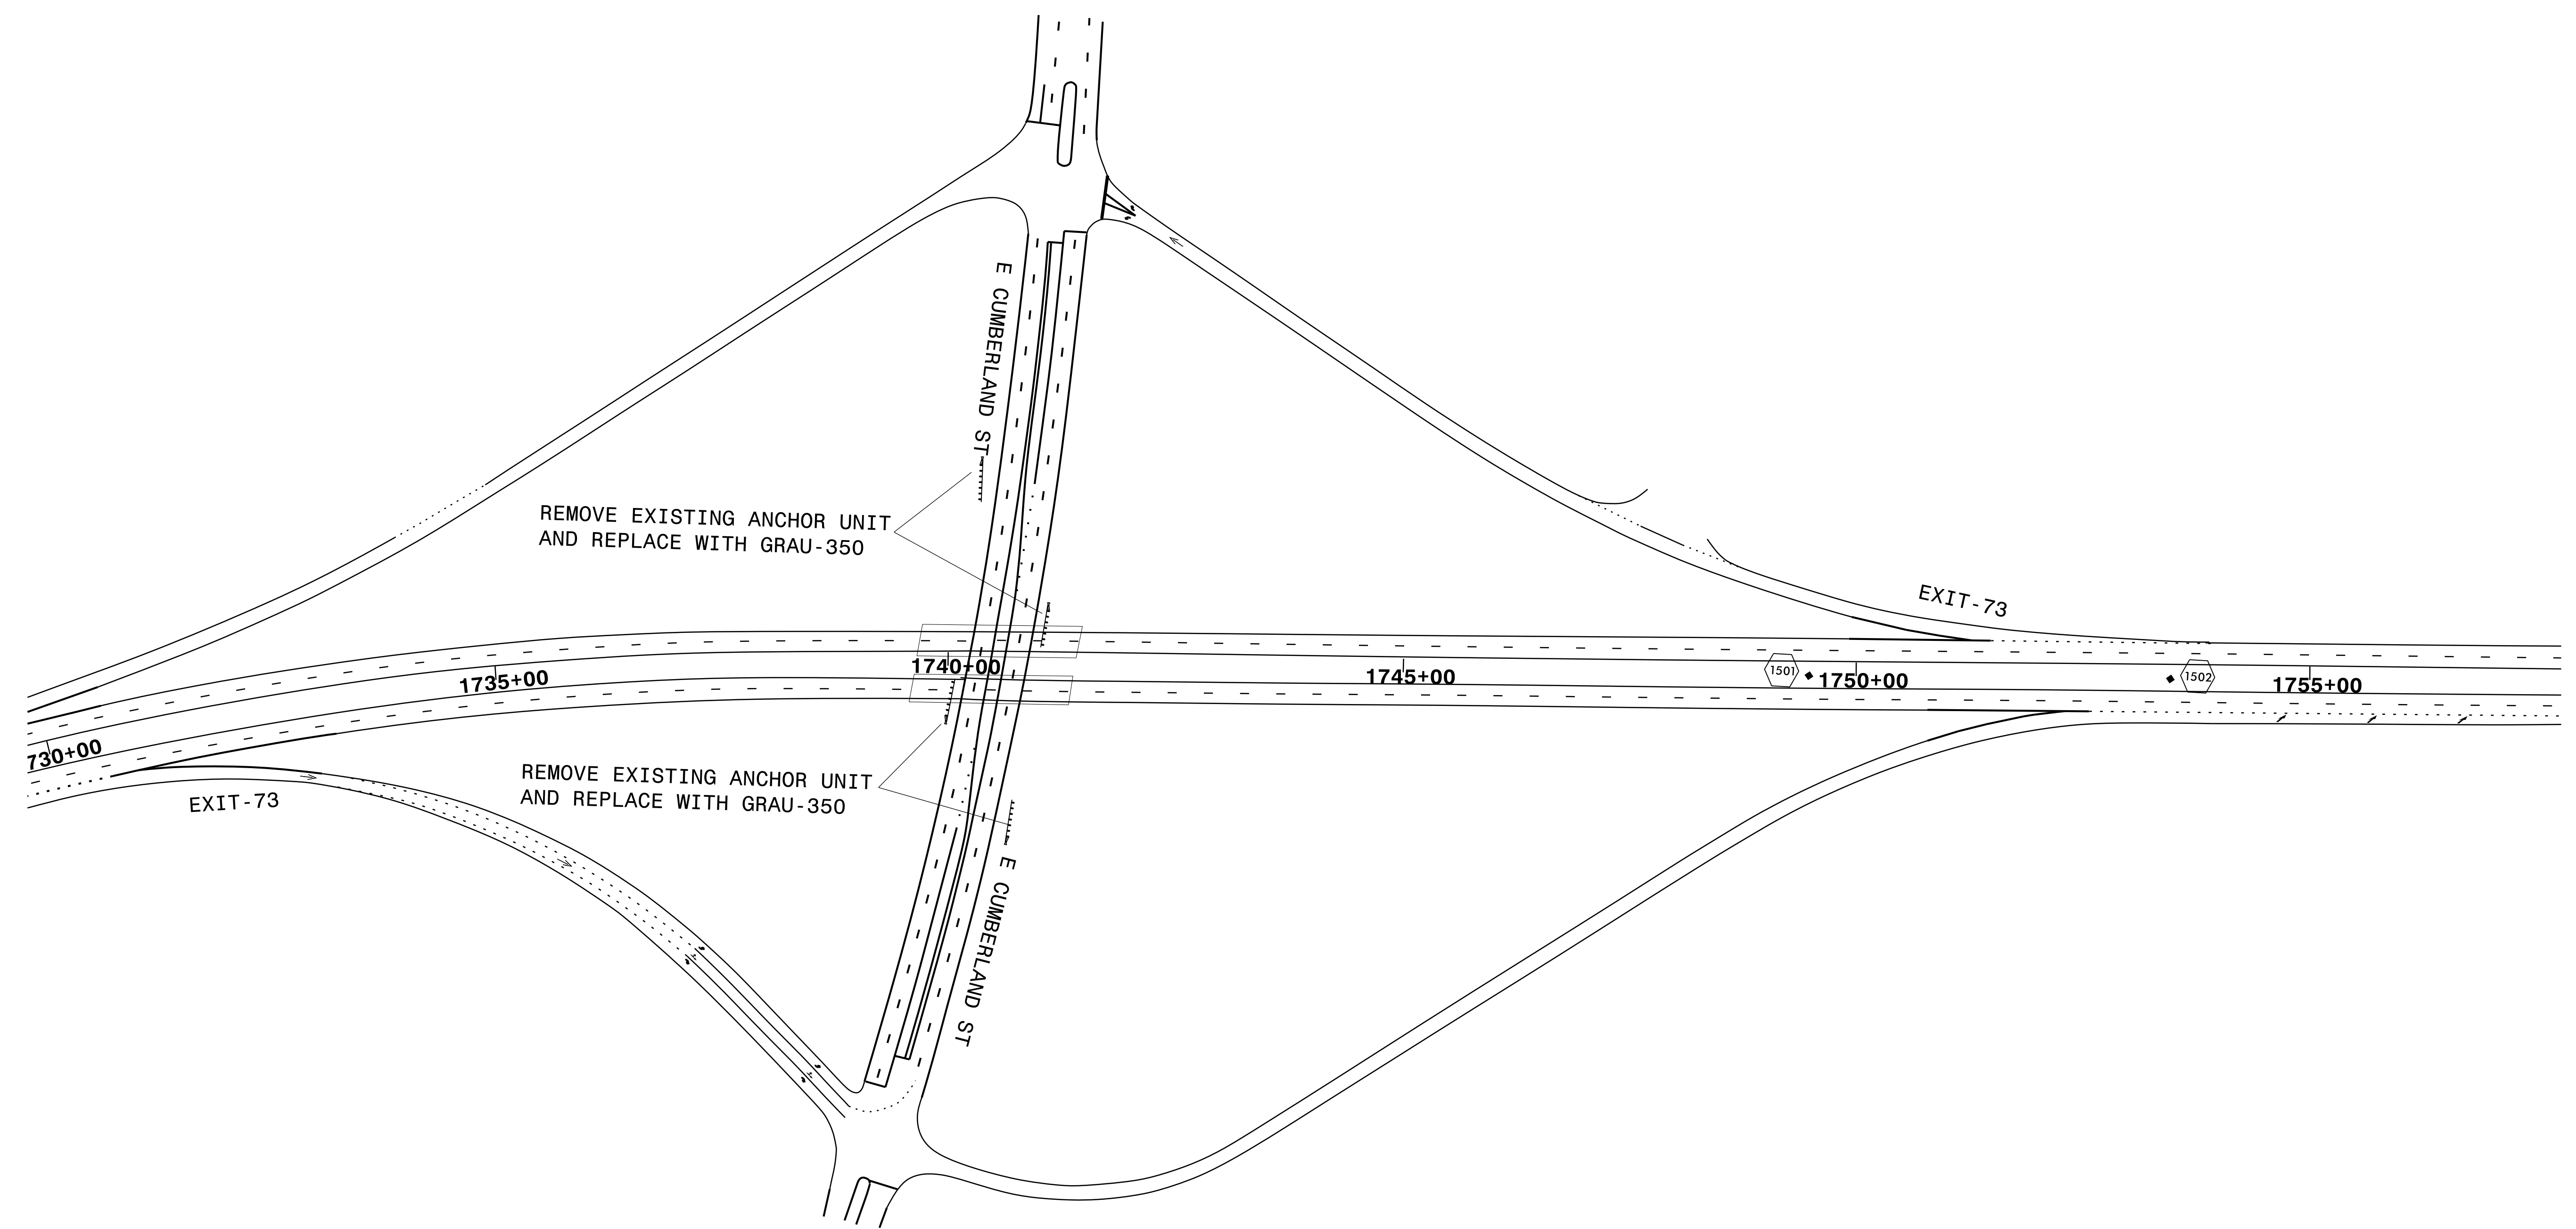 E CUMBERLAND ST
REMOVE EXISTING ANCHOR UNIT
AND REPLACE WITH GRAU-350
EXIT-73
730+00
1735+00
1740+00
1745+00
1501
1750+00
1502
1755+00
EXIT-73
REMOVE EXISTING ANCHOR UNIT
AND REPLACE WITH GRAU-350
E CUMBERLAND ST